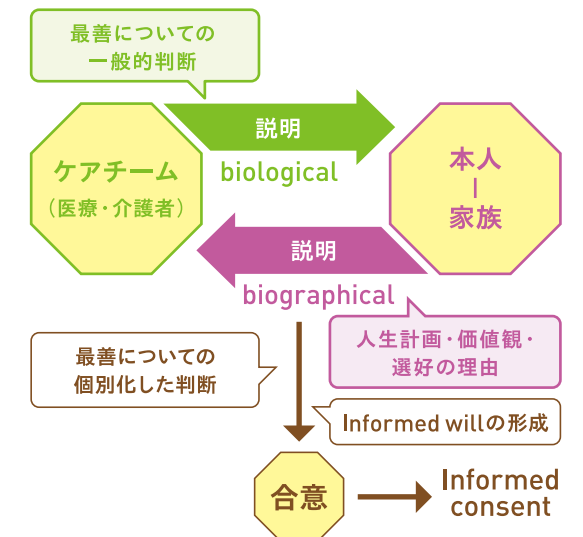 最善についての
一般的判断
説明
biological
ケアチーム
（医療・介護者）
本人
ー
家族
説明
biographical
人生計画・価値観・
選好の理由
最善についての
個別化した判断
Informed willの形成
合意
Informed
consent